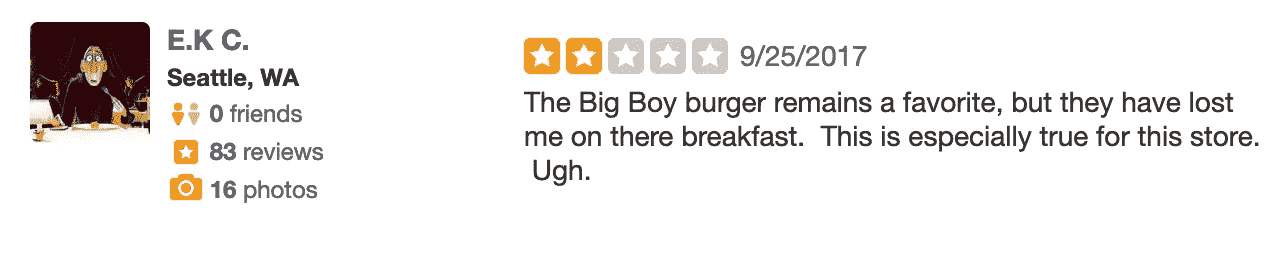 E.K C.
Seattle, WA
0 friends
83 reviews
16 photos
9/25/2017
The Big Boy burger remains a favorite, but they have lost
me on there breakfast.  This is especially true for this store.
Ugh.